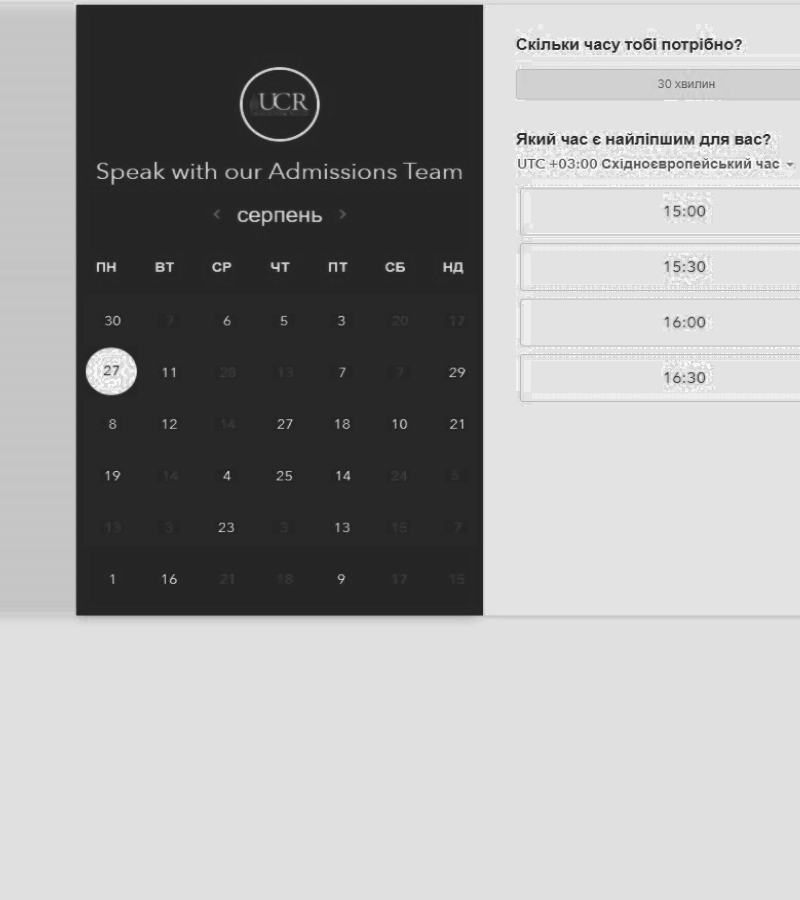 UCR
Speak with our Admissions Team
серпень
ПН ВТ СР ЧТ ПТ СБ НД
30 7 6 5 3 20 17
27 11 28 13 7 7 29
8 12 14 27 18 10 21
19 14 4 25 14 24 5
13 3 23 3 13 15 7
1 16 21 18 9 17 15
Скільки часу тобі потрібно?
30 хвилин
Який час є найліпшим для вас?
UTC +03:00 Східноєвропейський час
15:00
15:30
16:00
16:30